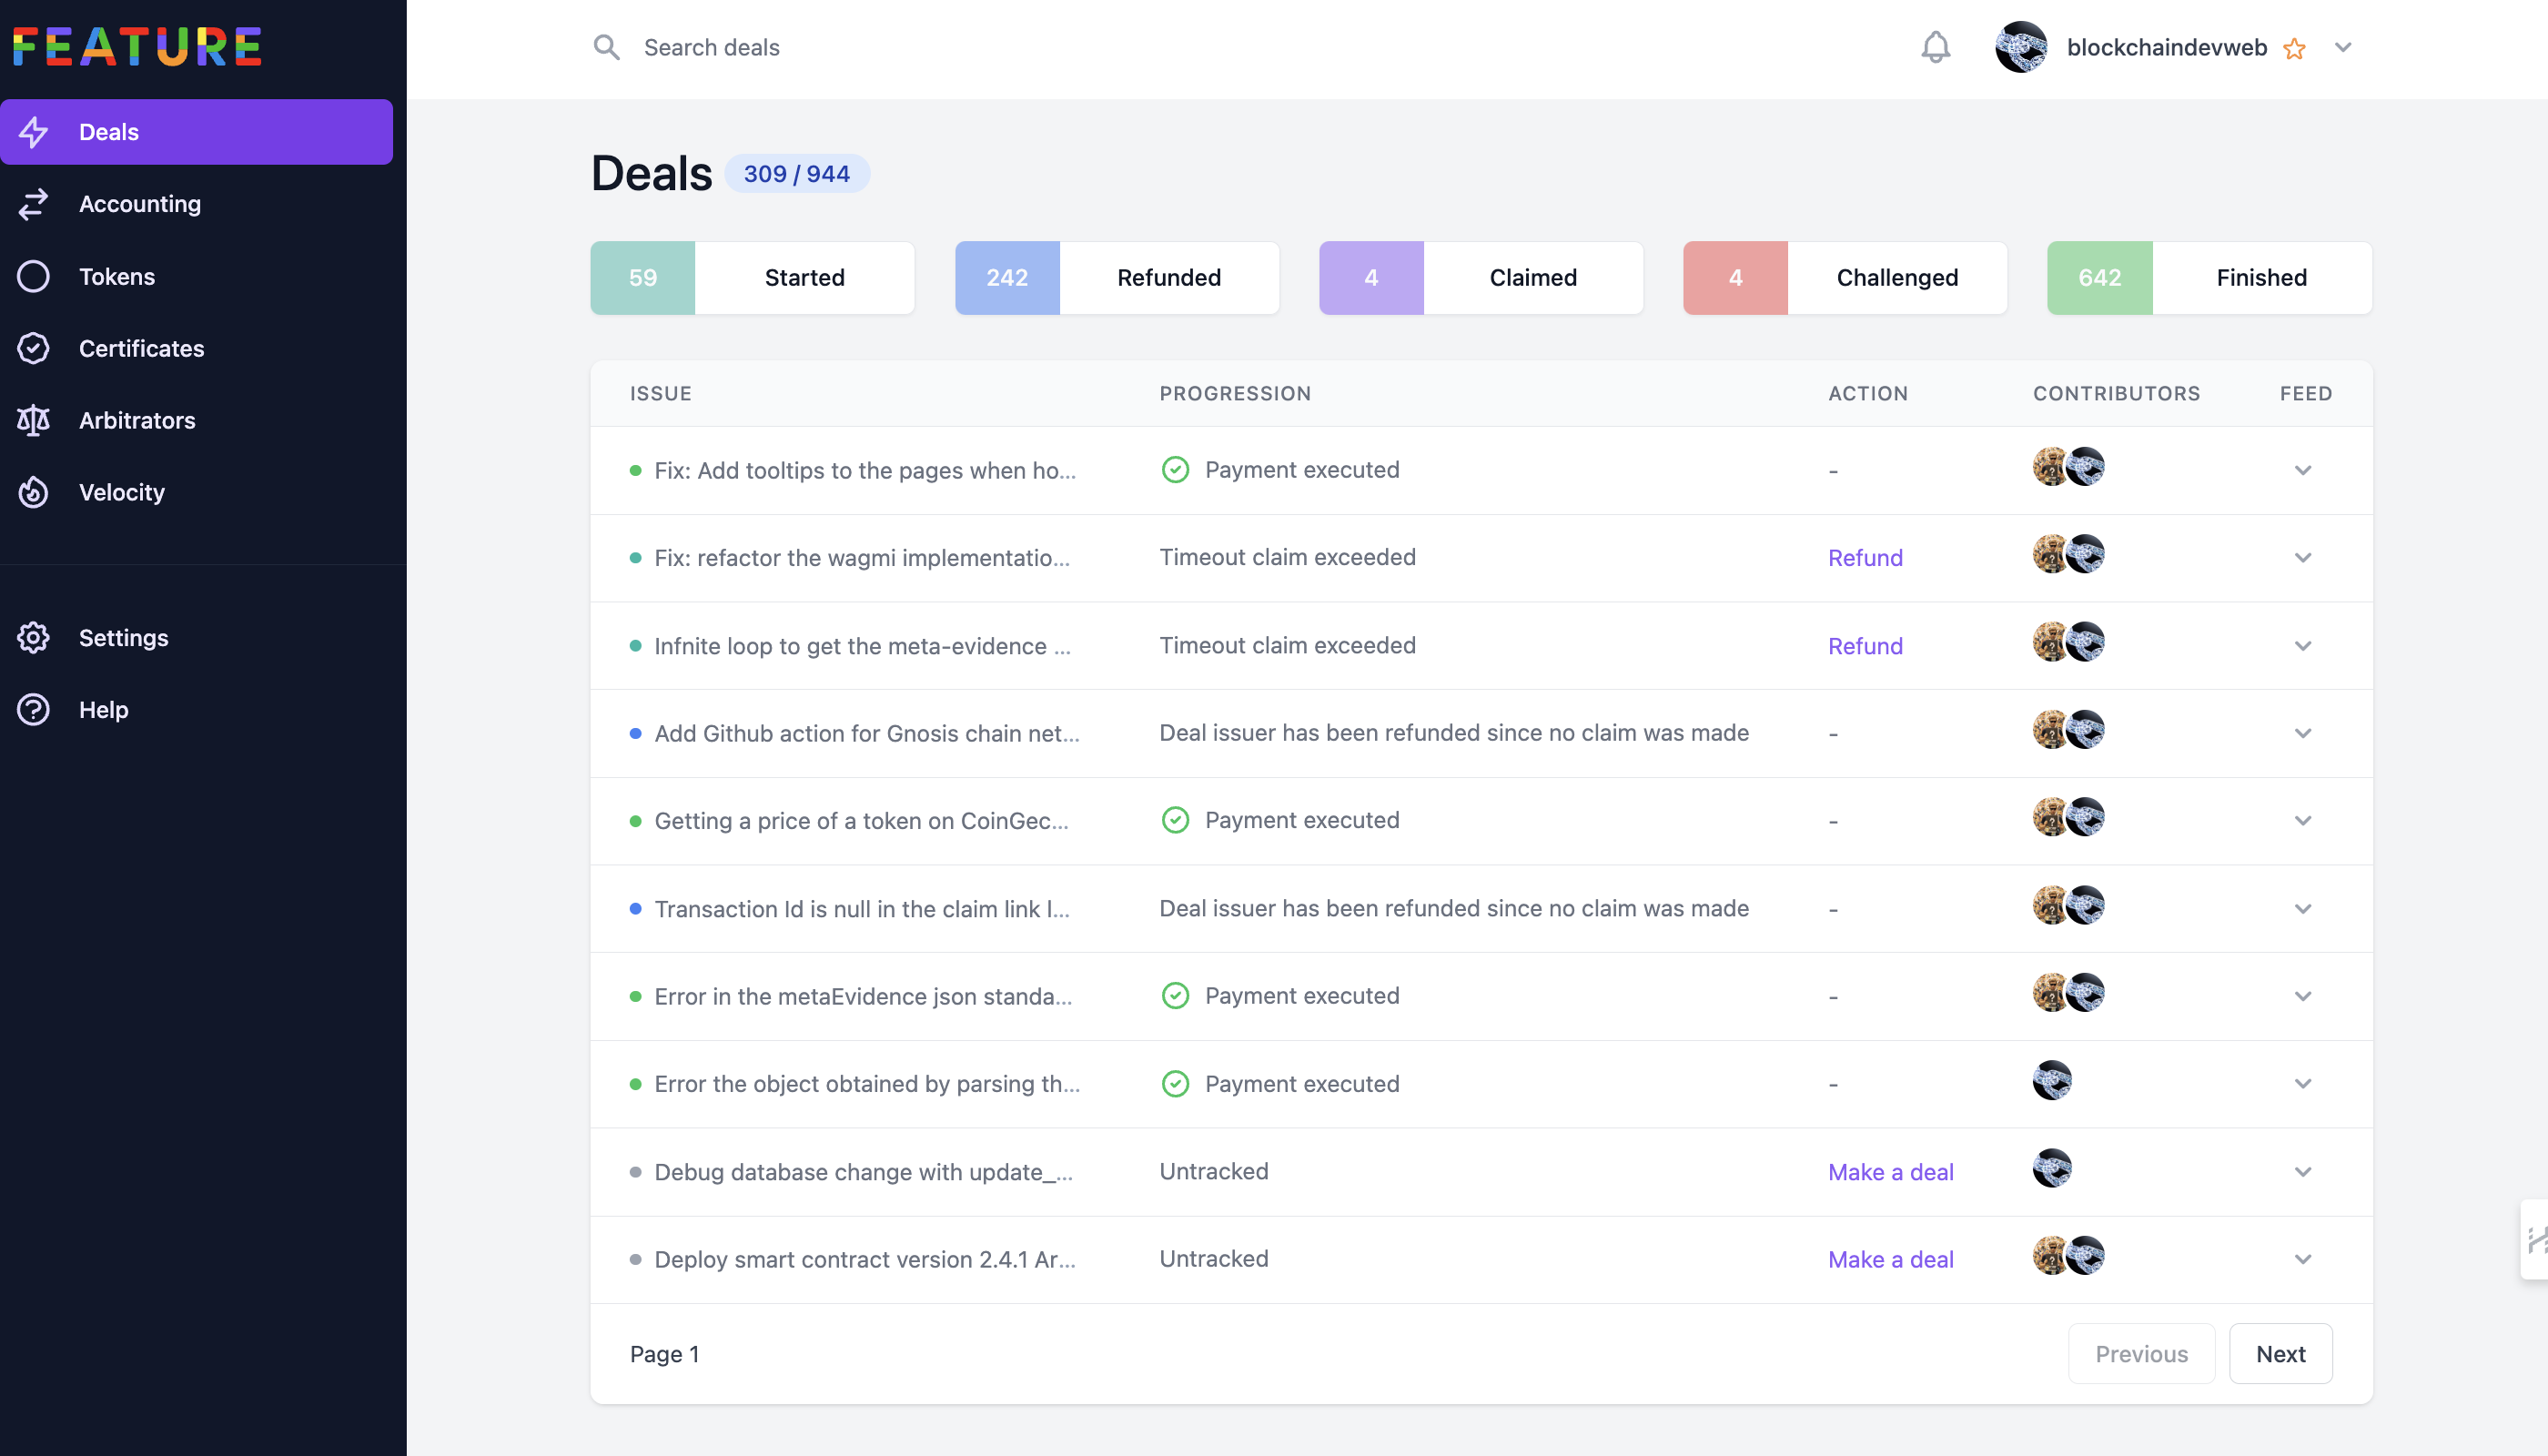 FEATURE
Deals
Accounting
Tokens
Certificates
Arbitrators
Velocity
Settings
Help
Search deals
blockchaindevweb
Deals 309 / 944
59 Started
242 Refunded
4 Claimed
4 Challenged
642 Finished
ISSUE PROGRESSION ACTION CONTRIBUTORS FEED
Fix: Add tooltips to the pages when ho... Payment executed -
Fix: refactor the wagmi implementatio... Timeout claim exceeded Refund
Infnite loop to get the meta-evidence ... Timeout claim exceeded Refund
Add Github action for Gnosis chain net... Deal issuer has been refunded since no claim was made -
Getting a price of a token on CoinGec... Payment executed -
Transaction Id is null in the claim link l... Deal issuer has been refunded since no claim was made -
Error in the metaEvidence json standa... Payment executed -
Error the object obtained by parsing th... Payment executed -
Debug database change with update_... Untracked Make a deal
Deploy smart contract version 2.4.1 Ar... Untracked Make a deal
Page 1 Previous Next